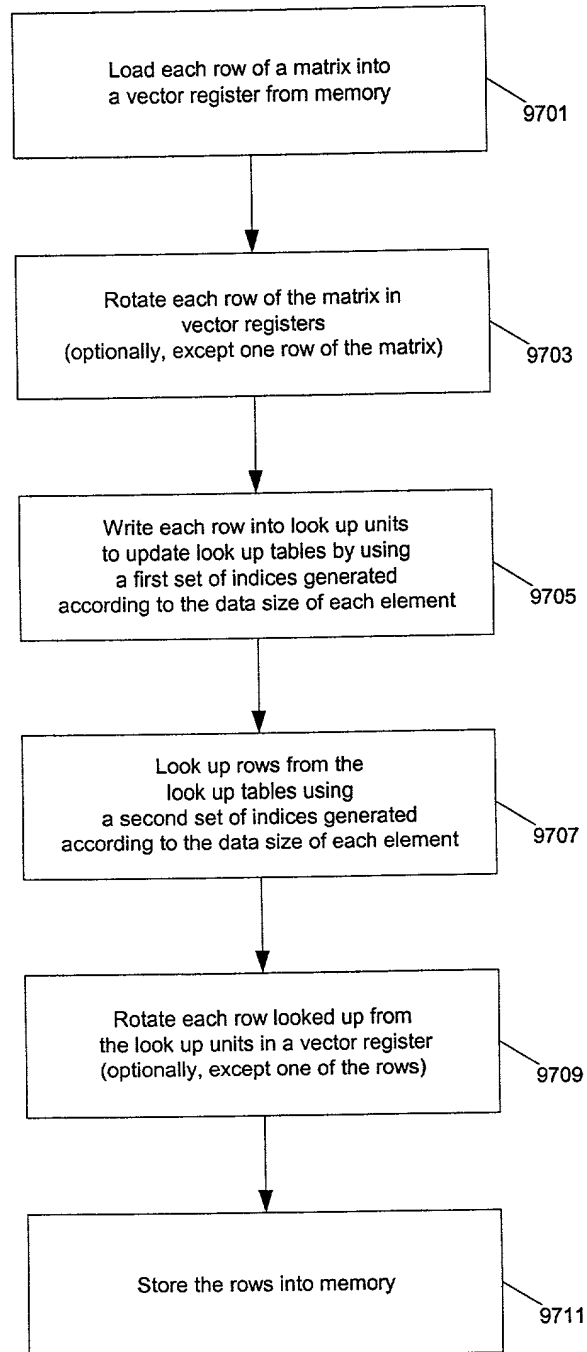 Load each row of a matrix into
a vector register from memory
9701
Rotate each row of the matrix in
vector registers
(optionally, except one row of the matrix)
9703
Write each row into look up units
to update look up tables by using
a first set of indices generated
according to the data size of each element
9705
Look up rows from the
look up tables using
a second set of indices generated
according to the data size of each element
9707
Rotate each row looked up from
the look up units in a vector register
(optionally, except one of the rows)
9709
Store the rows into memory
9711